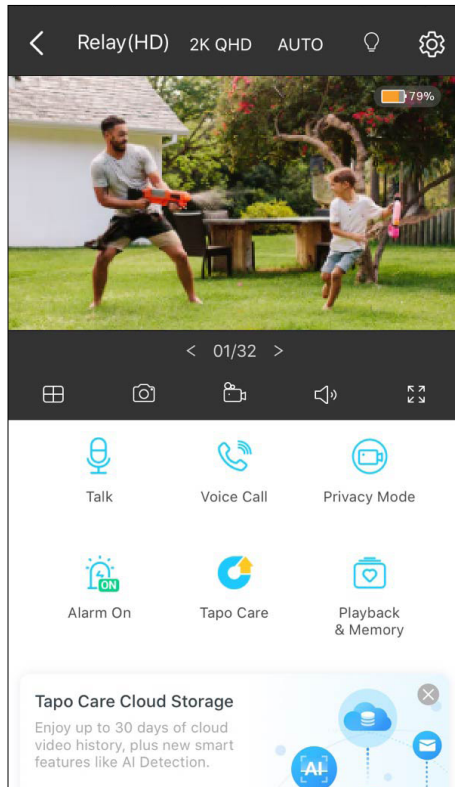 Relay(HD) 2K QHD AUTO
79%
< 01/32 >
Talk Voice Call Privacy Mode
ON
Alarm On Tapo Care Playback
& Memory
Tapo Care Cloud Storage
Enjoy up to 30 days of cloud
video history, plus new smart
features like AI Detection.
AI